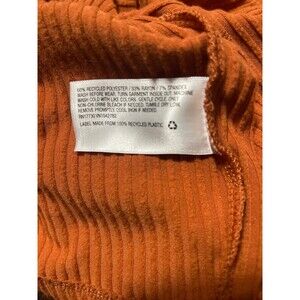 60% RECYCLED POLYESTER / 33% RAYON / 7% SPANDEX
WASH BEFORE WEAR. TURN GARMENT INSIDE OUT. MACHINE
WASH COLD WITH LIKE COLORS. GENTLE CYCLE. ONLY
NON-CHLORINE BLEACH IF NEEDED. TUMBLE DRY LOW.
REMOVE PROMPTLY. COOL IRON IF NEEDED.
LABEL MADE FROM 100% RECYCLED PLASTIC